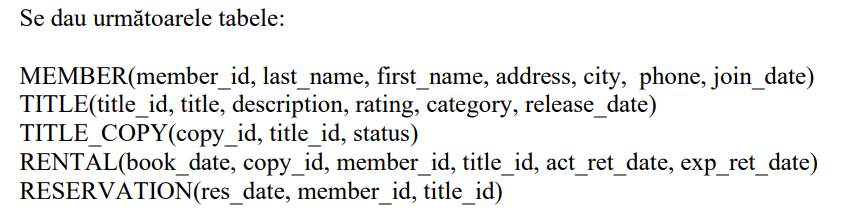 Se dau următoarele tabele:
MEMBER(member_id, last_name, first_name, address, city, phone, join_date)
TITLE(title_id, title, description, rating, category, release_date)
TITLE_COPY(copy_id, title_id, status)
RENTAL(book_date, copy_id, member_id, title_id, act_ret_date, exp_ret_date)
RESERVATION(res_date, member_id, title_id)